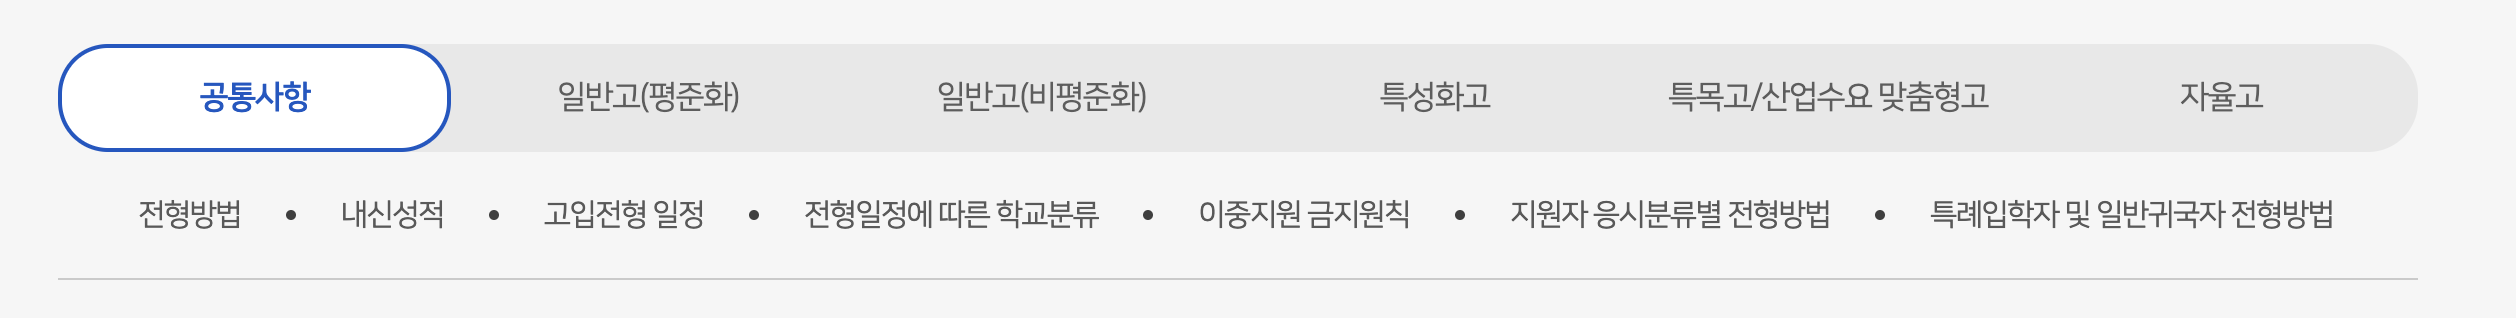 공통사항 일반고(평준화) 일반고(비평준화) 특성화고 특목고/산업수요 맞춤형고 자율고
전형방법 • 내신성적 • 고입전형 일정 • 전형일정에 따른 학교분류 • 이중지원 금지원칙 • 지원자 응시분류별 전형방법 • 특례입학자 및 일반귀국자 전형방법